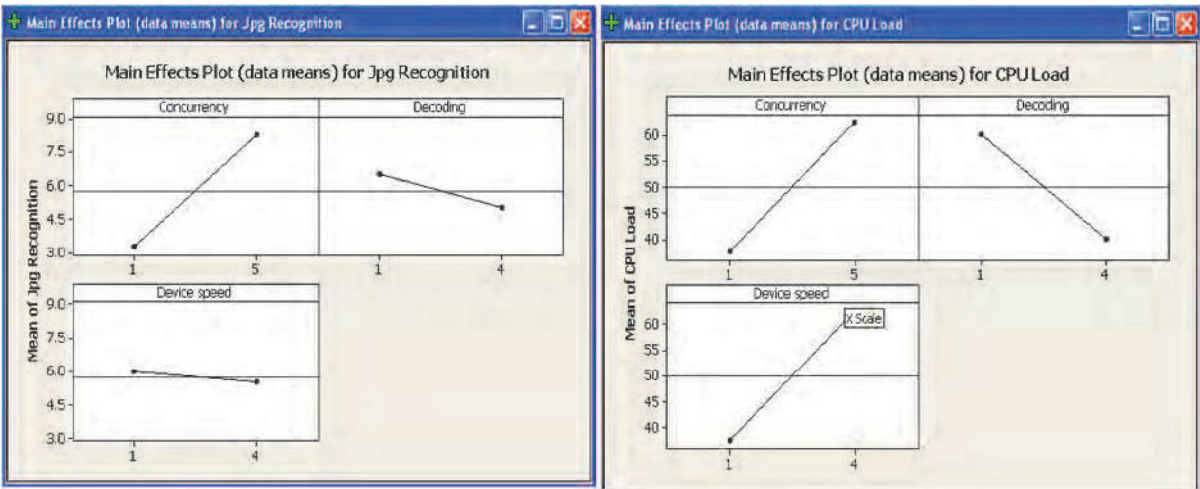 Main Effects Plot (data means) for Jpg Recognition
Main Effects Plot (data means) for Jpg Recognition
Concurrency
Decoding
Mean of Jpg Recognition
9.0
7.5
6.0
4.5
3.0
1
5
1
4
Device speed
9.0
7.5
6.0
4.5
3.0
1
4
Main Effects Plot (data means) for CPU Load
Main Effects Plot (data means) for CPU Load
Concurrency
Decoding
Mean of CPU Load
60
55
50
45
40
1
5
1
4
Device speed
60
55
50
45
40
X Scale
1
4